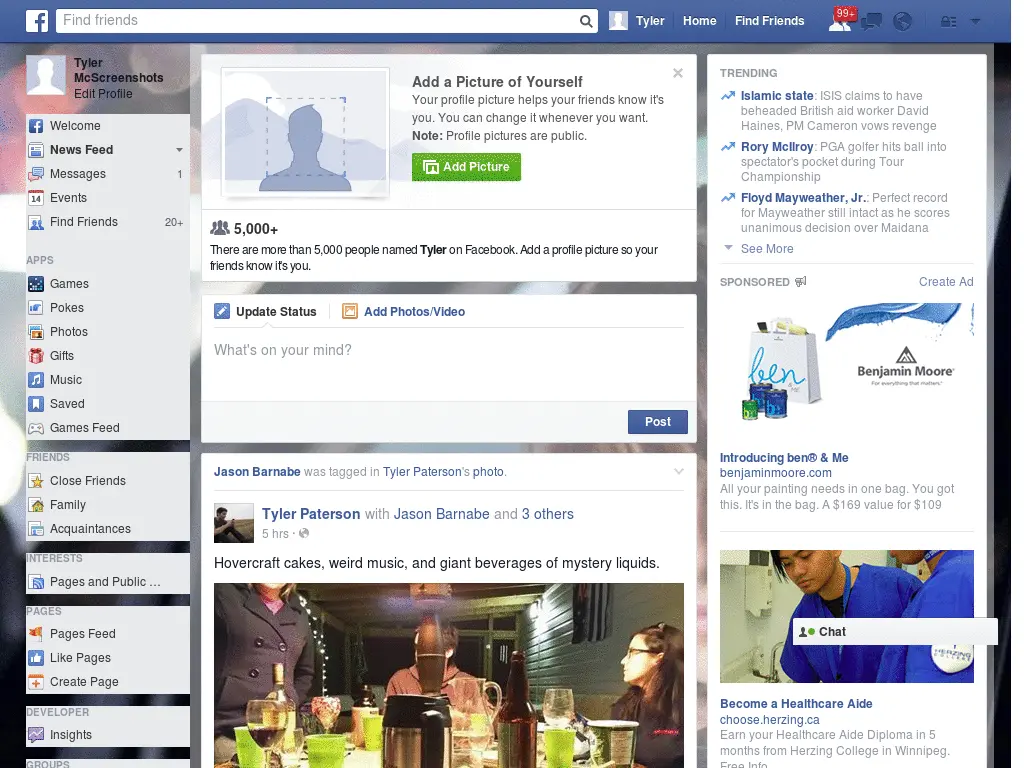 Find friends
Tyler
Home
Find Friends
99+
Tyler
McScreenshots
Edit Profile
Welcome
News Feed
Messages 1
14 Events
Find Friends 20+
APPS
Games
Pokes
Photos
Gifts
Music
Saved
Games Feed
FRIENDS
Close Friends
Family
Acquaintances
INTERESTS
Pages and Public ...
PAGES
Pages Feed
Like Pages
Create Page
DEVELOPER
Insights
GROUPS
Add a Picture of Yourself
Your profile picture helps your friends know it's
you. You can change it whenever you want.
Note: Profile pictures are public.
Add Picture
5,000+
There are more than 5,000 people named Tyler on Facebook. Add a profile picture so your
friends know it's you.
Update Status
Add Photos/Video
What's on your mind?
Post
Jason Barnabe was tagged in Tyler Paterson's photo.
Tyler Paterson with Jason Barnabe and 3 others
5 hrs ·
Hovercraft cakes, weird music, and giant beverages of mystery liquids.
TRENDING
Islamic state: ISIS claims to have
beheaded British aid worker David
Haines, PM Cameron vows revenge
Rory McIlroy: PGA golfer hits ball into
spectator's pocket during Tour
Championship
Floyd Mayweather, Jr.: Perfect record
for Mayweather still intact as he scores
unanimous decision over Maidana
See More
SPONSORED
Create Ad
ben
Benjamin Moore®
For everything that matters.
Introducing ben® & Me
benjaminmoore.com
All your painting needs in one bag. You got
this. It's in the bag. A $169 value for $109
Chat
HERZING
COLLEGE
Become a Healthcare Aide
choose.herzing.ca
Earn your Healthcare Aide Diploma in 5
months from Herzing College in Winnipeg.
Free Info